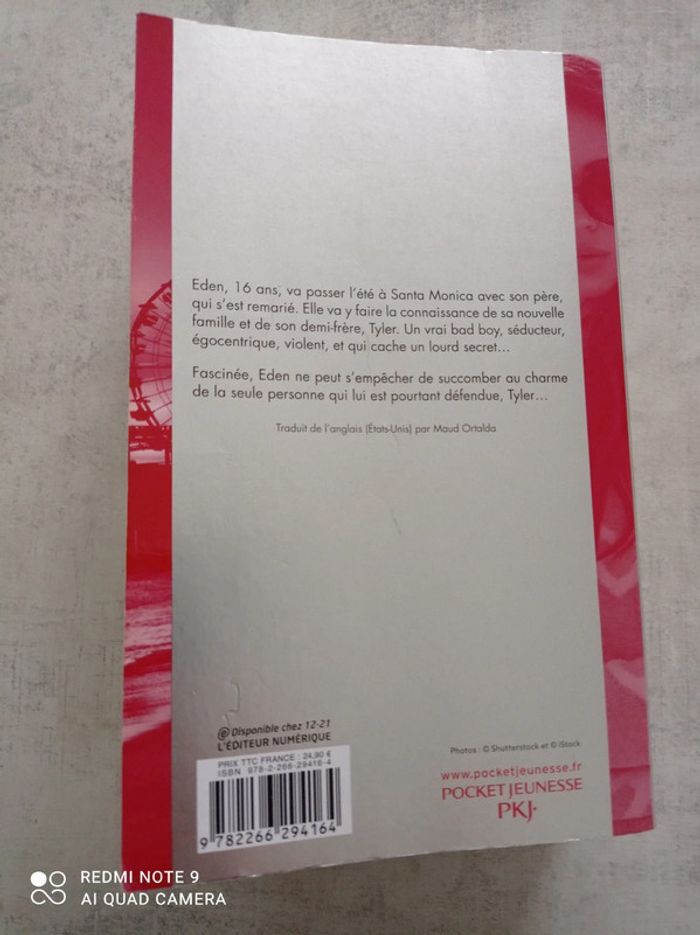 Eden, 16 ans, va passer l'été à Santa Monica avec son père,
qui s'est remarié. Elle va y faire la connaissance de sa nouvelle
famille et de son demi-frère, Tyler. Un vrai bad boy, séducteur,
égocentrique, violent, et qui cache un lourd secret...
Fascinée, Eden ne peut s'empêcher de succomber au charme
de la seule personne qui lui est pourtant défendue, Tyler...
Traduit de l'anglais (États-Unis) par Maud Ortalda
@ Disponible chez 12-21
L'ÉDITEUR NUMÉRIQUE
PRIX TTC FRANCE : 24,90 €
ISBN 978-2-266-29416-4
9 782266 294164
Photos : © Shutterstock et © iStock
www.pocketjeunesse.fr
POCKET JEUNESSE
PKJ·
REDMI NOTE 9
AI QUAD CAMERA